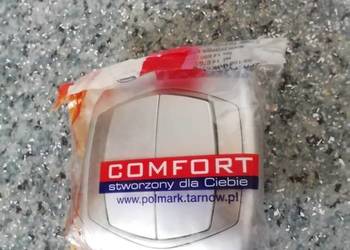 COMFORT
stworzony dla Ciebie
www.polmark.tarnow.pl